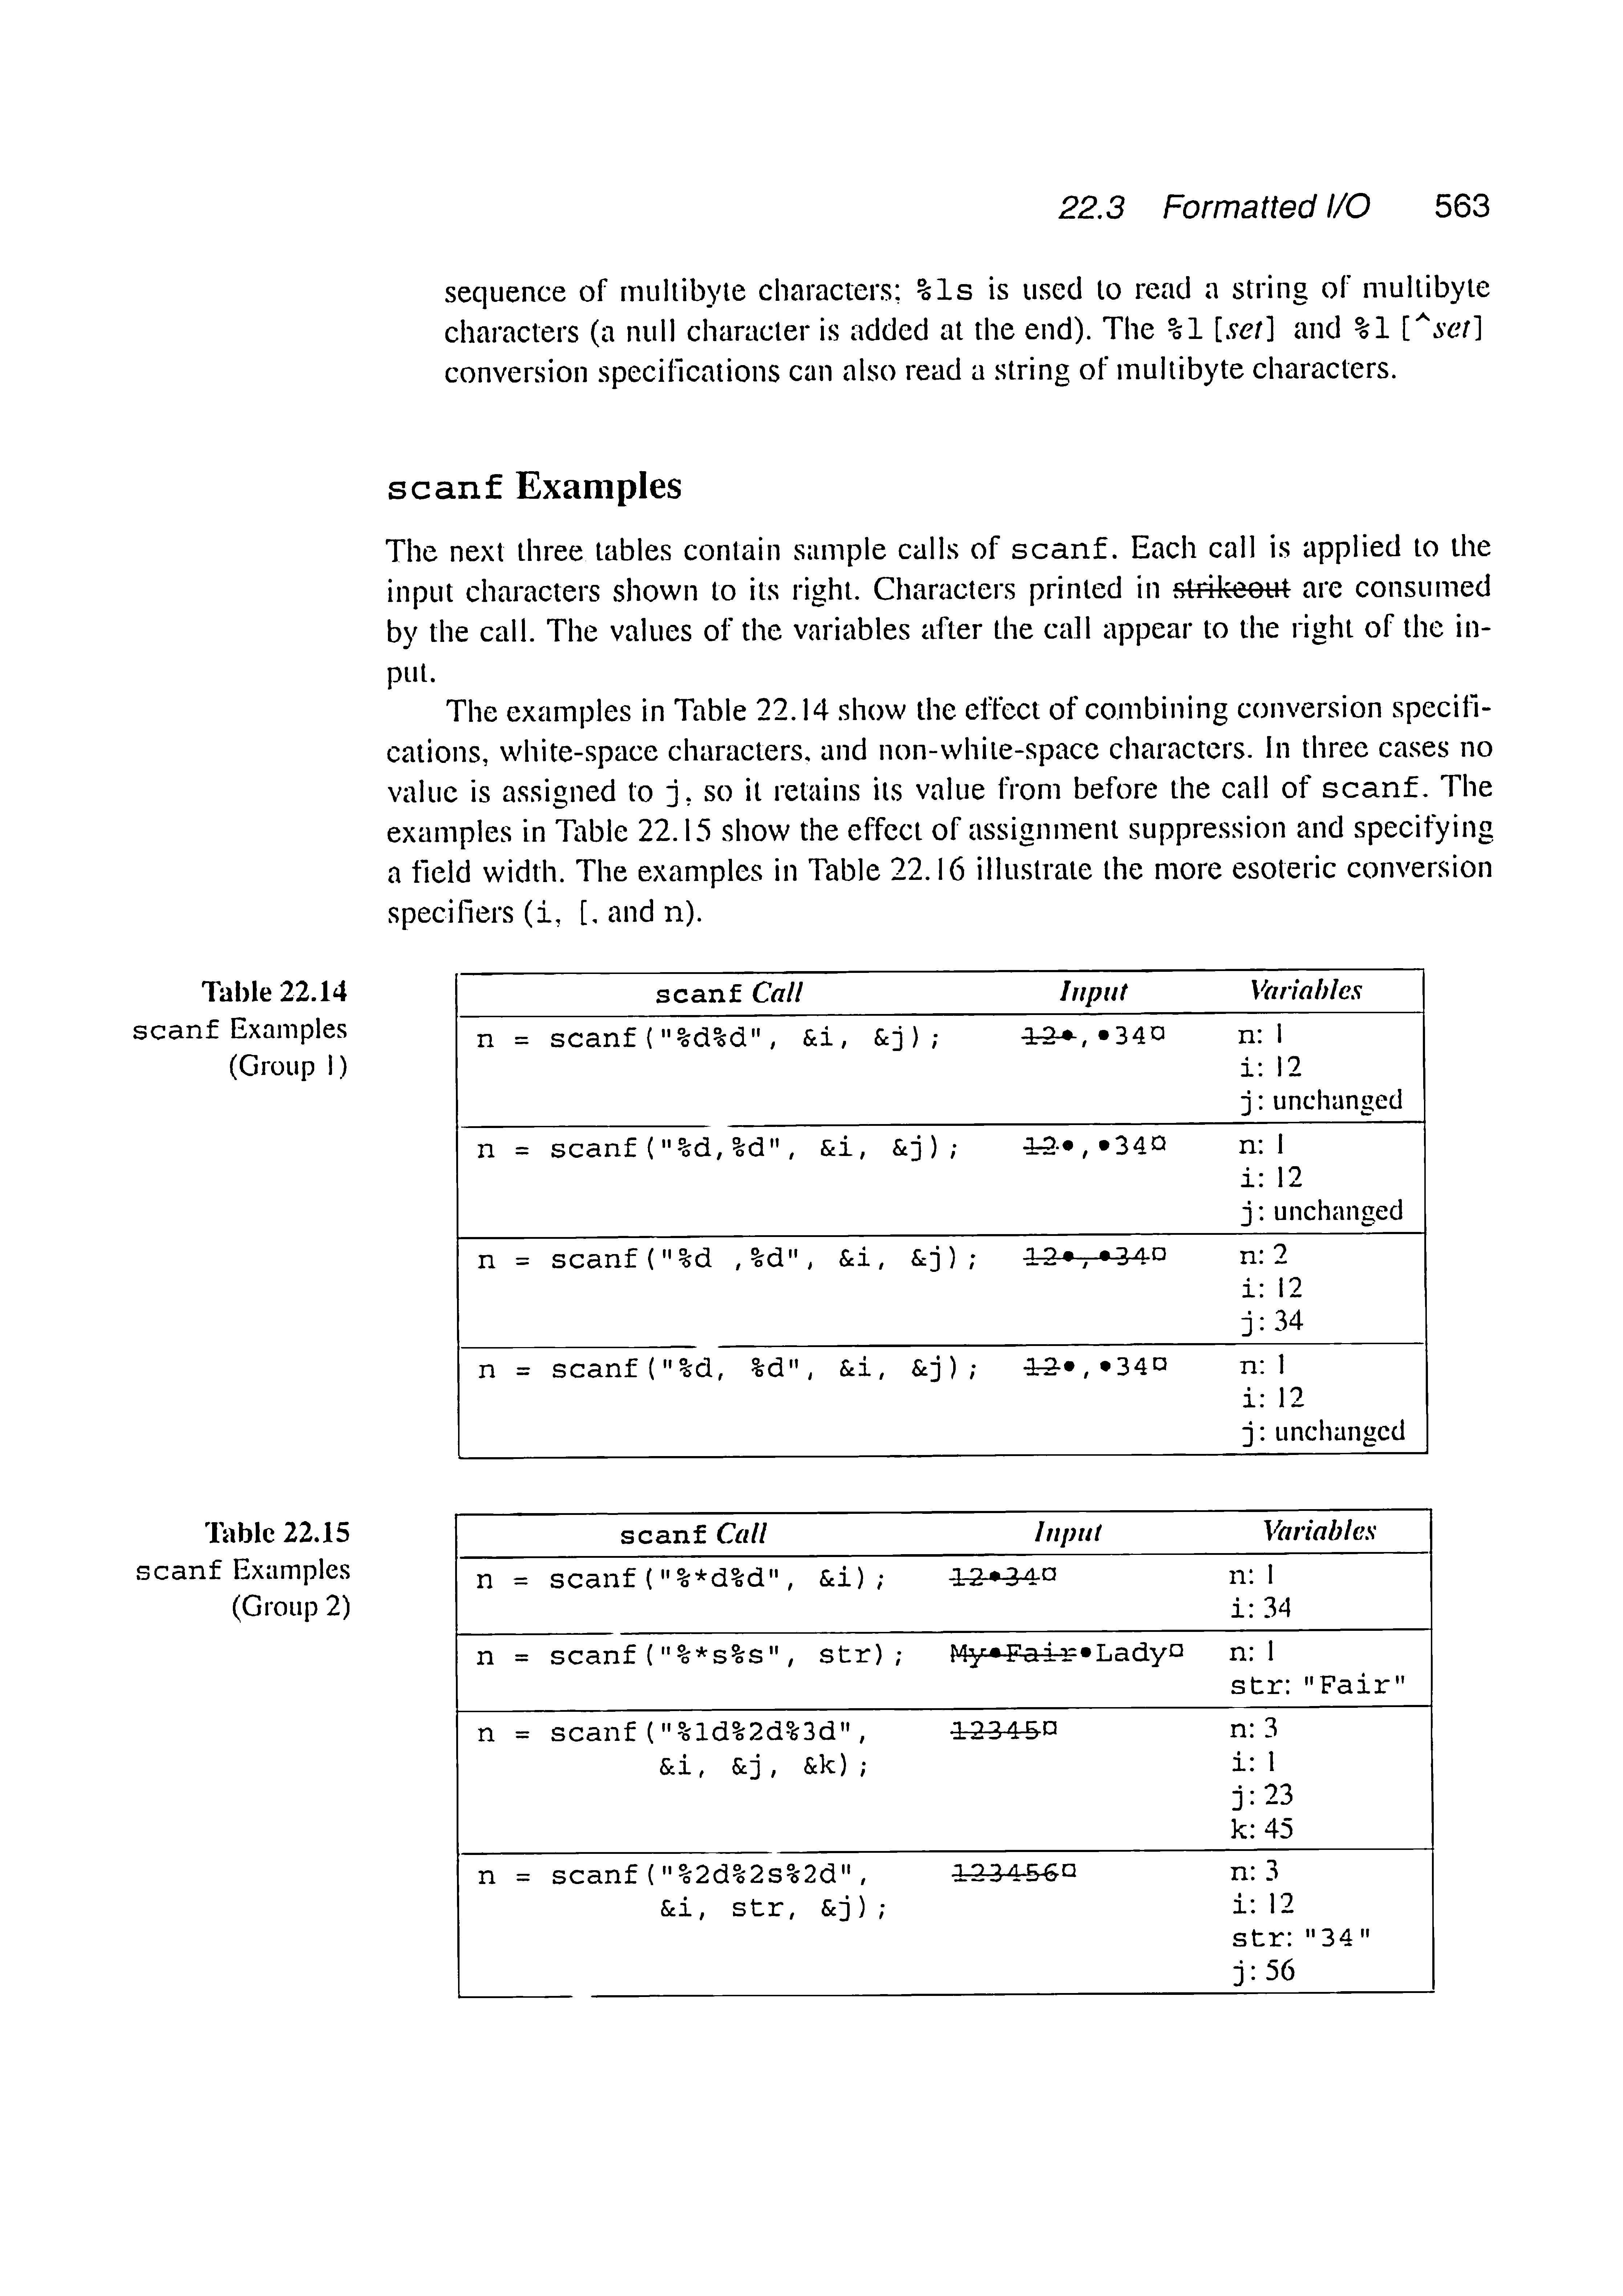 22.3 Formatted I/O 563
sequence of multibyte characters; %ls is used to read a string of multibyte
characters (a null character is added at the end). The %l[set] and %l[^set]
conversion specifications can also read a string of multibyte characters.
scanf Examples
The next three tables contain sample calls of scanf. Each call is applied to the
input characters shown to its right. Characters printed in strikeout are consumed
by the call. The values of the variables after the call appear to the right of the in-
put.
The examples in Table 22.14 show the effect of combining conversion specifi-
cations, white-space characters, and non-white-space characters. In three cases no
value is assigned to j, so it retains its value from before the call of scanf. The
examples in Table 22.15 show the effect of assignment suppression and specifying
a field width. The examples in Table 22.16 illustrate the more esoteric conversion
specifiers (i, [, and n).
Table 22.14
scanf Examples
(Group 1)
scanf Call Input Variables
n = scanf("%d%d", &i, &j); 12•,•34¤ n: 1
i: 12
j: unchanged
n = scanf("%d,%d", &i, &j); 12•,•34¤ n: 1
i: 12
j: unchanged
n = scanf("%d ,%d", &i, &j); 12•,•34¤ n: 2
i: 12
j: 34
n = scanf("%d, %d", &i, &j); 12•,•34¤ n: 1
i: 12
j: unchanged
Table 22.15
scanf Examples
(Group 2)
scanf Call Input Variables
n = scanf("%*d%d", &i); 12•34¤ n: 1
i: 34
n = scanf("%*s%s", str); My•Fair•Lady¤ n: 1
str: "Fair"
n = scanf("%1d%2d%3d", 12345¤ n: 3
&i, &j, &k); i: 1
j: 23
k: 45
n = scanf("%2d%2s%2d", 123456¤ n: 3
&i, str, &j); i: 12
str: "34"
j: 56